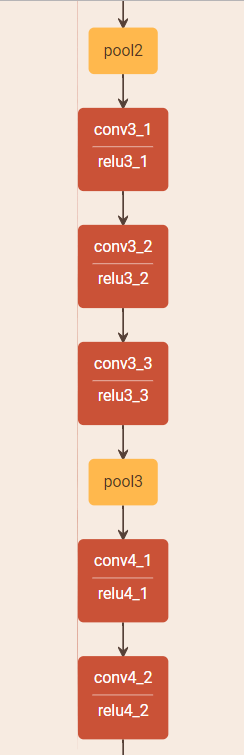 pool2
conv3_1
relu3_1
conv3_2
relu3_2
conv3_3
relu3_3
pool3
conv4_1
relu4_1
conv4_2
relu4_2